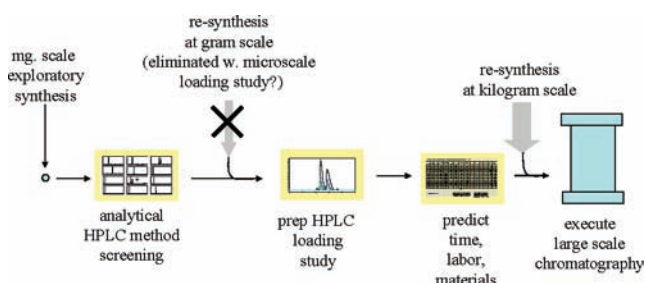 mg. scale
exploratory
synthesis
re-synthesis
at gram scale
(eliminated w. microscale
loading study?)
re-synthesis
at kilogram scale
analytical
HPLC method
screening
prep HPLC
loading
study
predict
time,
labor,
materials
execute
large scale
chromatography